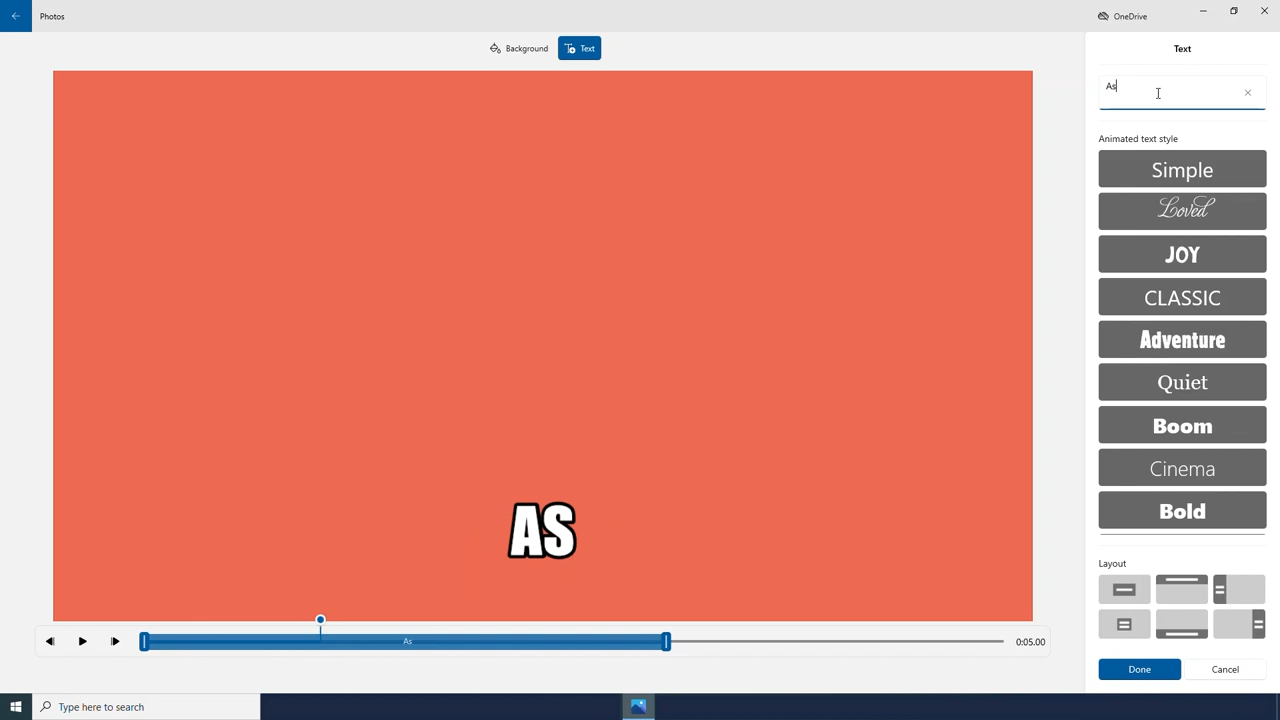 Photos
OneDrive
Background
Text
Text
As
Animated text style
Simple
Loved
JOY
CLASSIC
Adventure
Quiet
Boom
Cinema
Bold
AS
Layout
As
0:05.00
Done
Cancel
Type here to search